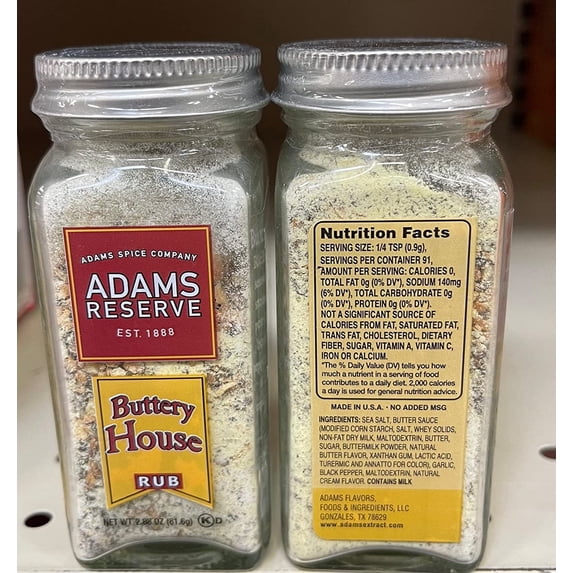 ADAMS SPICE COMPANY
ADAMS
RESERVE
EST. 1888
Buttery
House
RUB
NET WT 2.88 OZ (81.6g) K D
Nutrition Facts
SERVING SIZE: 1/4 TSP (0.9g),
SERVINGS PER CONTAINER 91,
AMOUNT PER SERVING: CALORIES 0,
TOTAL FAT 0g (0% DV*), SODIUM 140mg
(6% DV*), TOTAL CARBOHYDRATE 0g
(0% DV*), PROTEIN 0g (0% DV*).
NOT A SIGNIFICANT SOURCE OF
CALORIES FROM FAT, SATURATED FAT,
TRANS FAT, CHOLESTEROL, DIETARY
FIBER, SUGAR, VITAMIN A, VITAMIN C,
IRON OR CALCIUM.
*The % Daily Value (DV) tells you how
much a nutrient in a serving of food
contributes to a daily diet. 2,000 calories
a day is used for general nutrition advice.
MADE IN U.S.A. • NO ADDED MSG
INGREDIENTS: SEA SALT, BUTTER SAUCE
(MODIFIED CORN STARCH, SALT, WHEY SOLIDS,
NON-FAT DRY MILK, MALTODEXTRIN, BUTTER,
SUGAR, BUTTERMILK POWDER, NATURAL
BUTTER FLAVOR, XANTHAN GUM, LACTIC ACID,
TURERMIC AND ANNATTO FOR COLOR), GARLIC,
BLACK PEPPER, MALTODEXTRIN, NATURAL
CREAM FLAVOR. CONTAINS MILK
ADAMS FLAVORS,
FOODS & INGREDIENTS, LLC
GONZALES, TX 78629
www.adamsextract.com